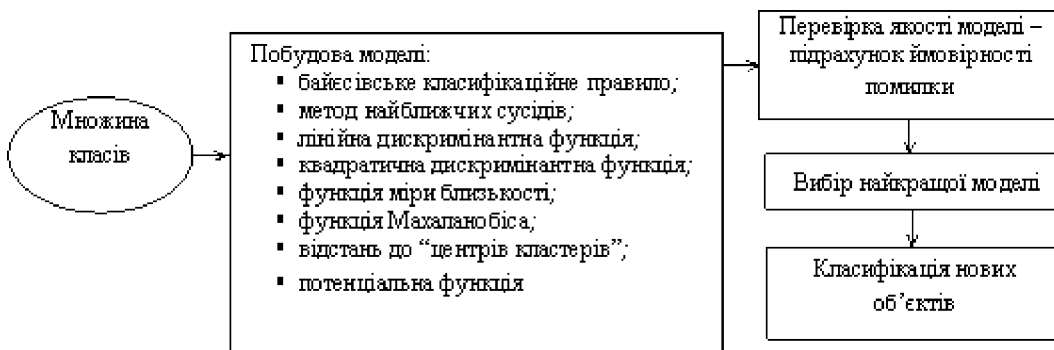 Множина
класів
Побудова моделі:
▪ байєсівське класифікаційне правило;
▪ метод найближчих сусідів;
▪ лінійна дискримінантна функція;
▪ квадратична дискримінантна функція;
▪ функція міри близькості;
▪ функція Махаланобіса;
▪ відстань до “центрів кластерів”;
▪ потенціальна функція
Перевірка якості моделі –
підрахунок ймовірності
помилки
Вибір найкращої моделі
Класифікація нових
об’єктів